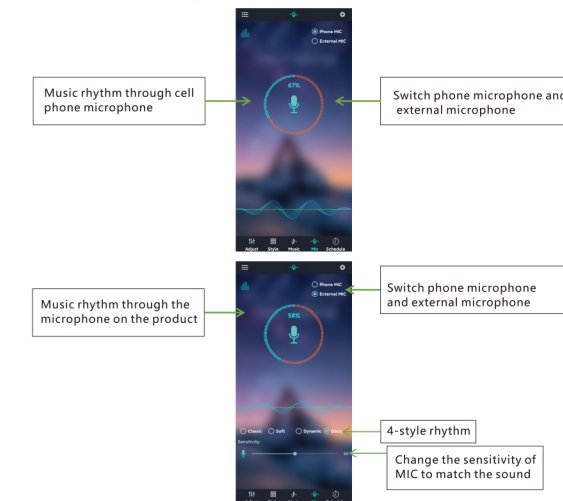 Phone MIC
External MIC
67%
Music rhythm through cell
phone microphone
Switch phone microphone and
external microphone
Adjust Style Music Mic Schedule
Phone MIC
External MIC
58%
Music rhythm through the
microphone on the product
Switch phone microphone
and external microphone
Classic Soft Dynamic Disco
4-style rhythm
Sensitivity:
Change the sensitivity of
MIC to match the sound